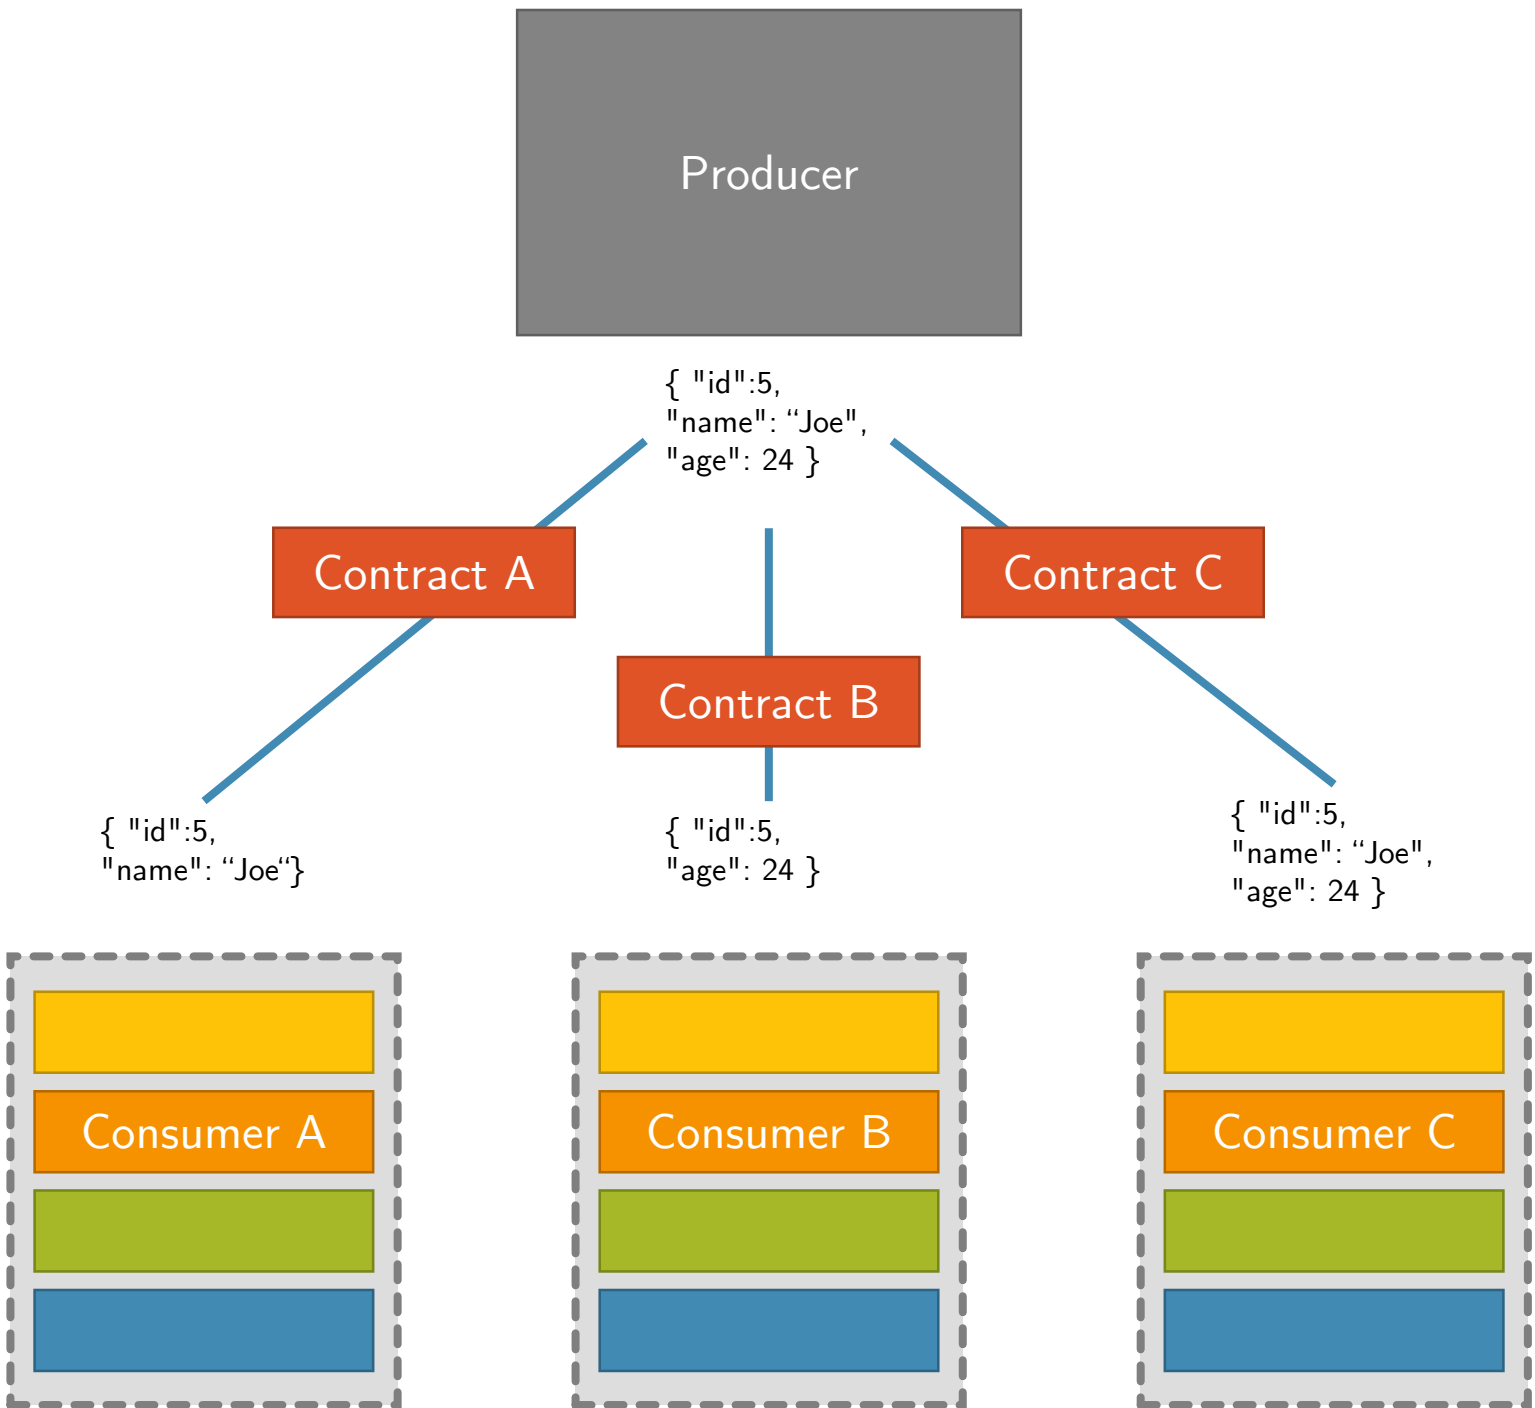 Producer
{ "id":5,
"name": “Joe",
"age": 24 }
Contract A
Contract C
Contract B
{ "id":5,
"name": “Joe“}
{ "id":5,
"age": 24 }
{ "id":5,
"name": “Joe",
"age": 24 }
Consumer A
Consumer B
Consumer C